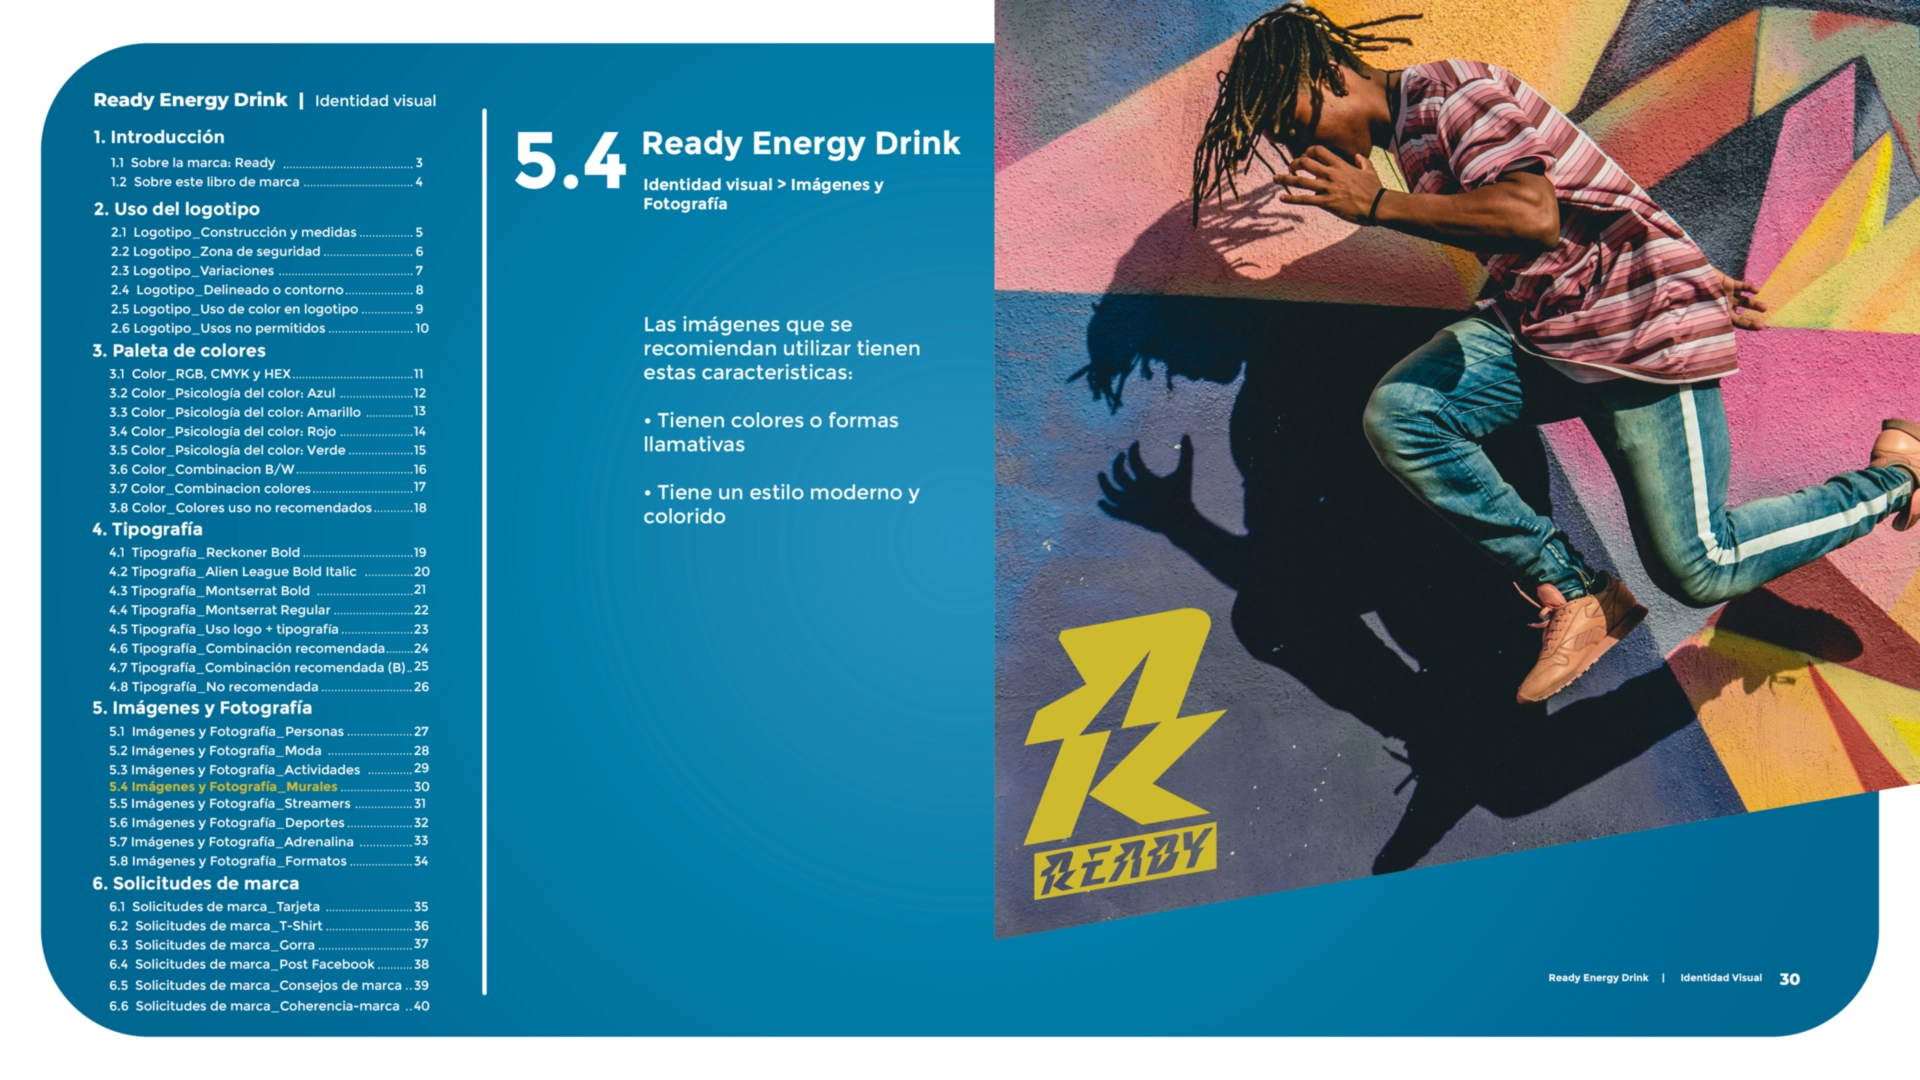 Ready Energy Drink | Identidad visual
1. Introducción
1.1 Sobre la marca: Ready ........ 3
1.2 Sobre este libro de marca ........ 4
2. Uso del logotipo
2.1 Logotipo_Construcción y medidas ........ 5
2.2 Logotipo_Zona de seguridad ........ 6
2.3 Logotipo_Variaciones ........ 7
2.4 Logotipo_Delineado o contorno ........ 8
2.5 Logotipo_Uso de color en logotipo ........ 9
2.6 Logotipo_Usos no permitidos ........ 10
3. Paleta de colores
3.1 Color_RGB, CMYK y HEX ........ 11
3.2 Color_Psicología del color: Azul ........ 12
3.3 Color_Psicología del color: Amarillo ........ 13
3.4 Color_Psicología del color: Rojo ........ 14
3.5 Color_Psicología del color: Verde ........ 15
3.6 Color_Combinacion B/W ........ 16
3.7 Color_Combinacion colores ........ 17
3.8 Color_Colores uso no recomendados ........ 18
4. Tipografía
4.1 Tipografía_Reckoner Bold ........ 19
4.2 Tipografía_Alien League Bold Italic ........ 20
4.3 Tipografía_Montserrat Bold ........ 21
4.4 Tipografía_Montserrat Regular ........ 22
4.5 Tipografía_Uso logo + tipografía ........ 23
4.6 Tipografía_Combinación recomendada ........ 24
4.7 Tipografía_Combinación recomendada (B) .. 25
4.8 Tipografía_No recomendada ........ 26
5. Imágenes y Fotografía
5.1 Imágenes y Fotografía_Personas ........ 27
5.2 Imágenes y Fotografía_Moda ........ 28
5.3 Imágenes y Fotografía_Actividades ........ 29
5.4 Imágenes y Fotografía_Murales ........ 30
5.5 Imágenes y Fotografía_Streamers ........ 31
5.6 Imágenes y Fotografía_Deportes ........ 32
5.7 Imágenes y Fotografía_Adrenalina ........ 33
5.8 Imágenes y Fotografía_Formatos ........ 34
6. Solicitudes de marca
6.1 Solicitudes de marca_Tarjeta ........ 35
6.2 Solicitudes de marca_T-Shirt ........ 36
6.3 Solicitudes de marca_Gorra ........ 37
6.4 Solicitudes de marca_Post Facebook ........ 38
6.5 Solicitudes de marca_Consejos de marca .. 39
6.6 Solicitudes de marca_Coherencia-marca .. 40
5.4 Ready Energy Drink
Identidad visual > Imágenes y
Fotografía
Las imágenes que se
recomiendan utilizar tienen
estas caracteristicas:
• Tienen colores o formas
llamativas
• Tiene un estilo moderno y
colorido
READY
Ready Energy Drink | Identidad Visual 30